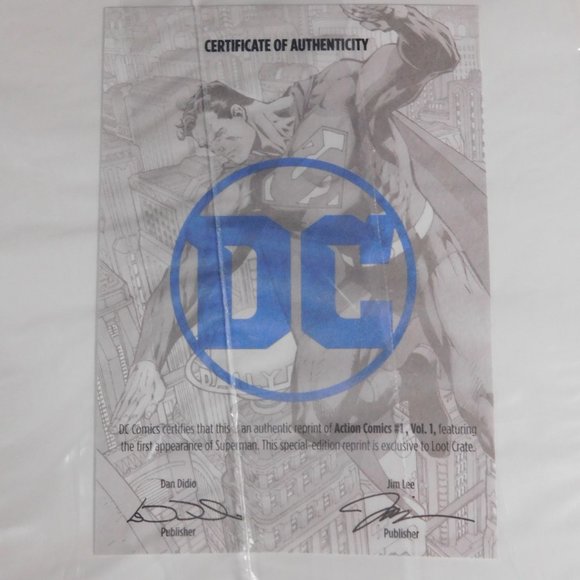 CERTIFICATE OF AUTHENTICITY
DC
DC Comics certifies that this is an authentic reprint of Action Comics #1, Vol. 1, featuring
the first appearance of Superman. This special-edition reprint is exclusive to Loot Crate.
Dan Didio
Jim Lee
Publisher
Publisher